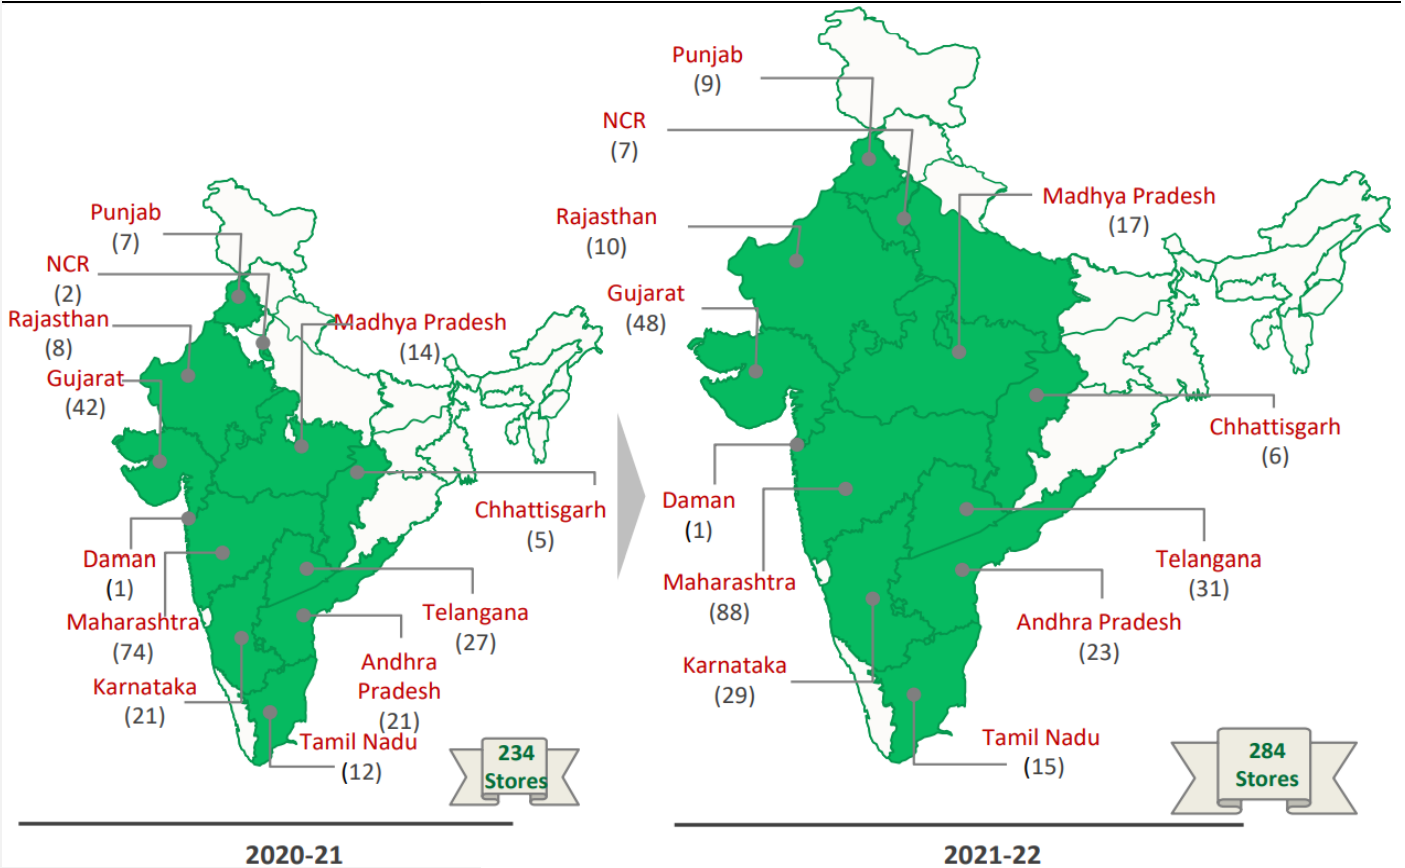 Punjab
(7)
NCR
(2)
Rajasthan
(8)
Gujarat
(42)
Madhya Pradesh
(14)
Chhattisgarh
(5)
Daman
(1)
Maharashtra
(74)
Telangana
(27)
Karnataka
(21)
Andhra
Pradesh
(21)
Tamil Nadu
(12)
234
Stores
2020-21
Punjab
(9)
NCR
(7)
Rajasthan
(10)
Madhya Pradesh
(17)
Gujarat
(48)
Chhattisgarh
(6)
Daman
(1)
Maharashtra
(88)
Telangana
(31)
Andhra Pradesh
(23)
Karnataka
(29)
Tamil Nadu
(15)
284
Stores
2021-22